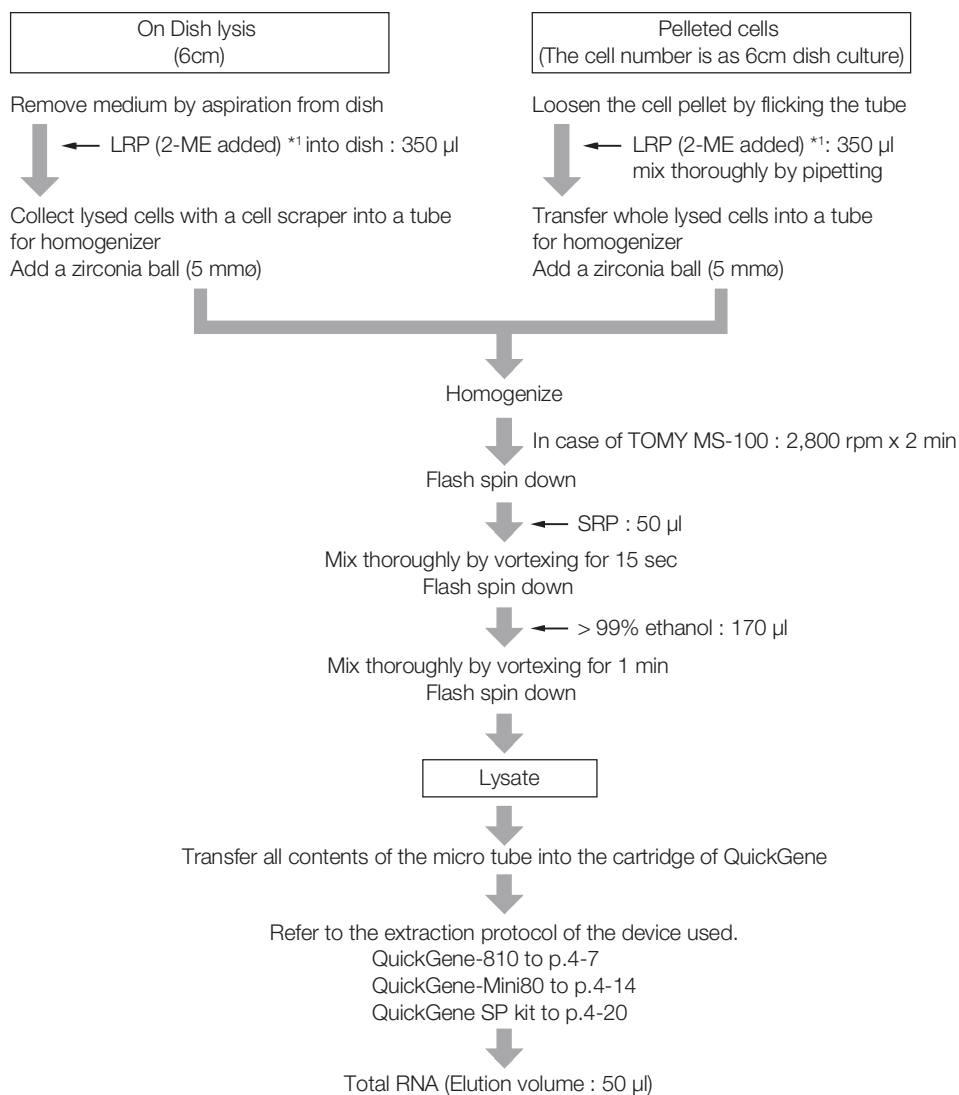 On Dish lysis
(6cm)
Remove medium by aspiration from dish
LRP (2-ME added) *1 into dish : 350 µl
Collect lysed cells with a cell scraper into a tube
for homogenizer
Add a zirconia ball (5 mmø)
Pelleted cells
(The cell number is as 6cm dish culture)
Loosen the cell pellet by flicking the tube
LRP (2-ME added) *1: 350 µl
mix thoroughly by pipetting
Transfer whole lysed cells into a tube
for homogenizer
Add a zirconia ball (5 mmø)
Homogenize
In case of TOMY MS-100 : 2,800 rpm x 2 min
Flash spin down
SRP : 50 µl
Mix thoroughly by vortexing for 15 sec
Flash spin down
> 99% ethanol : 170 µl
Mix thoroughly by vortexing for 1 min
Flash spin down
Lysate
Transfer all contents of the micro tube into the cartridge of QuickGene
Refer to the extraction protocol of the device used.
QuickGene-810 to p.4-7
QuickGene-Mini80 to p.4-14
QuickGene SP kit to p.4-20
Total RNA (Elution volume : 50 µl)